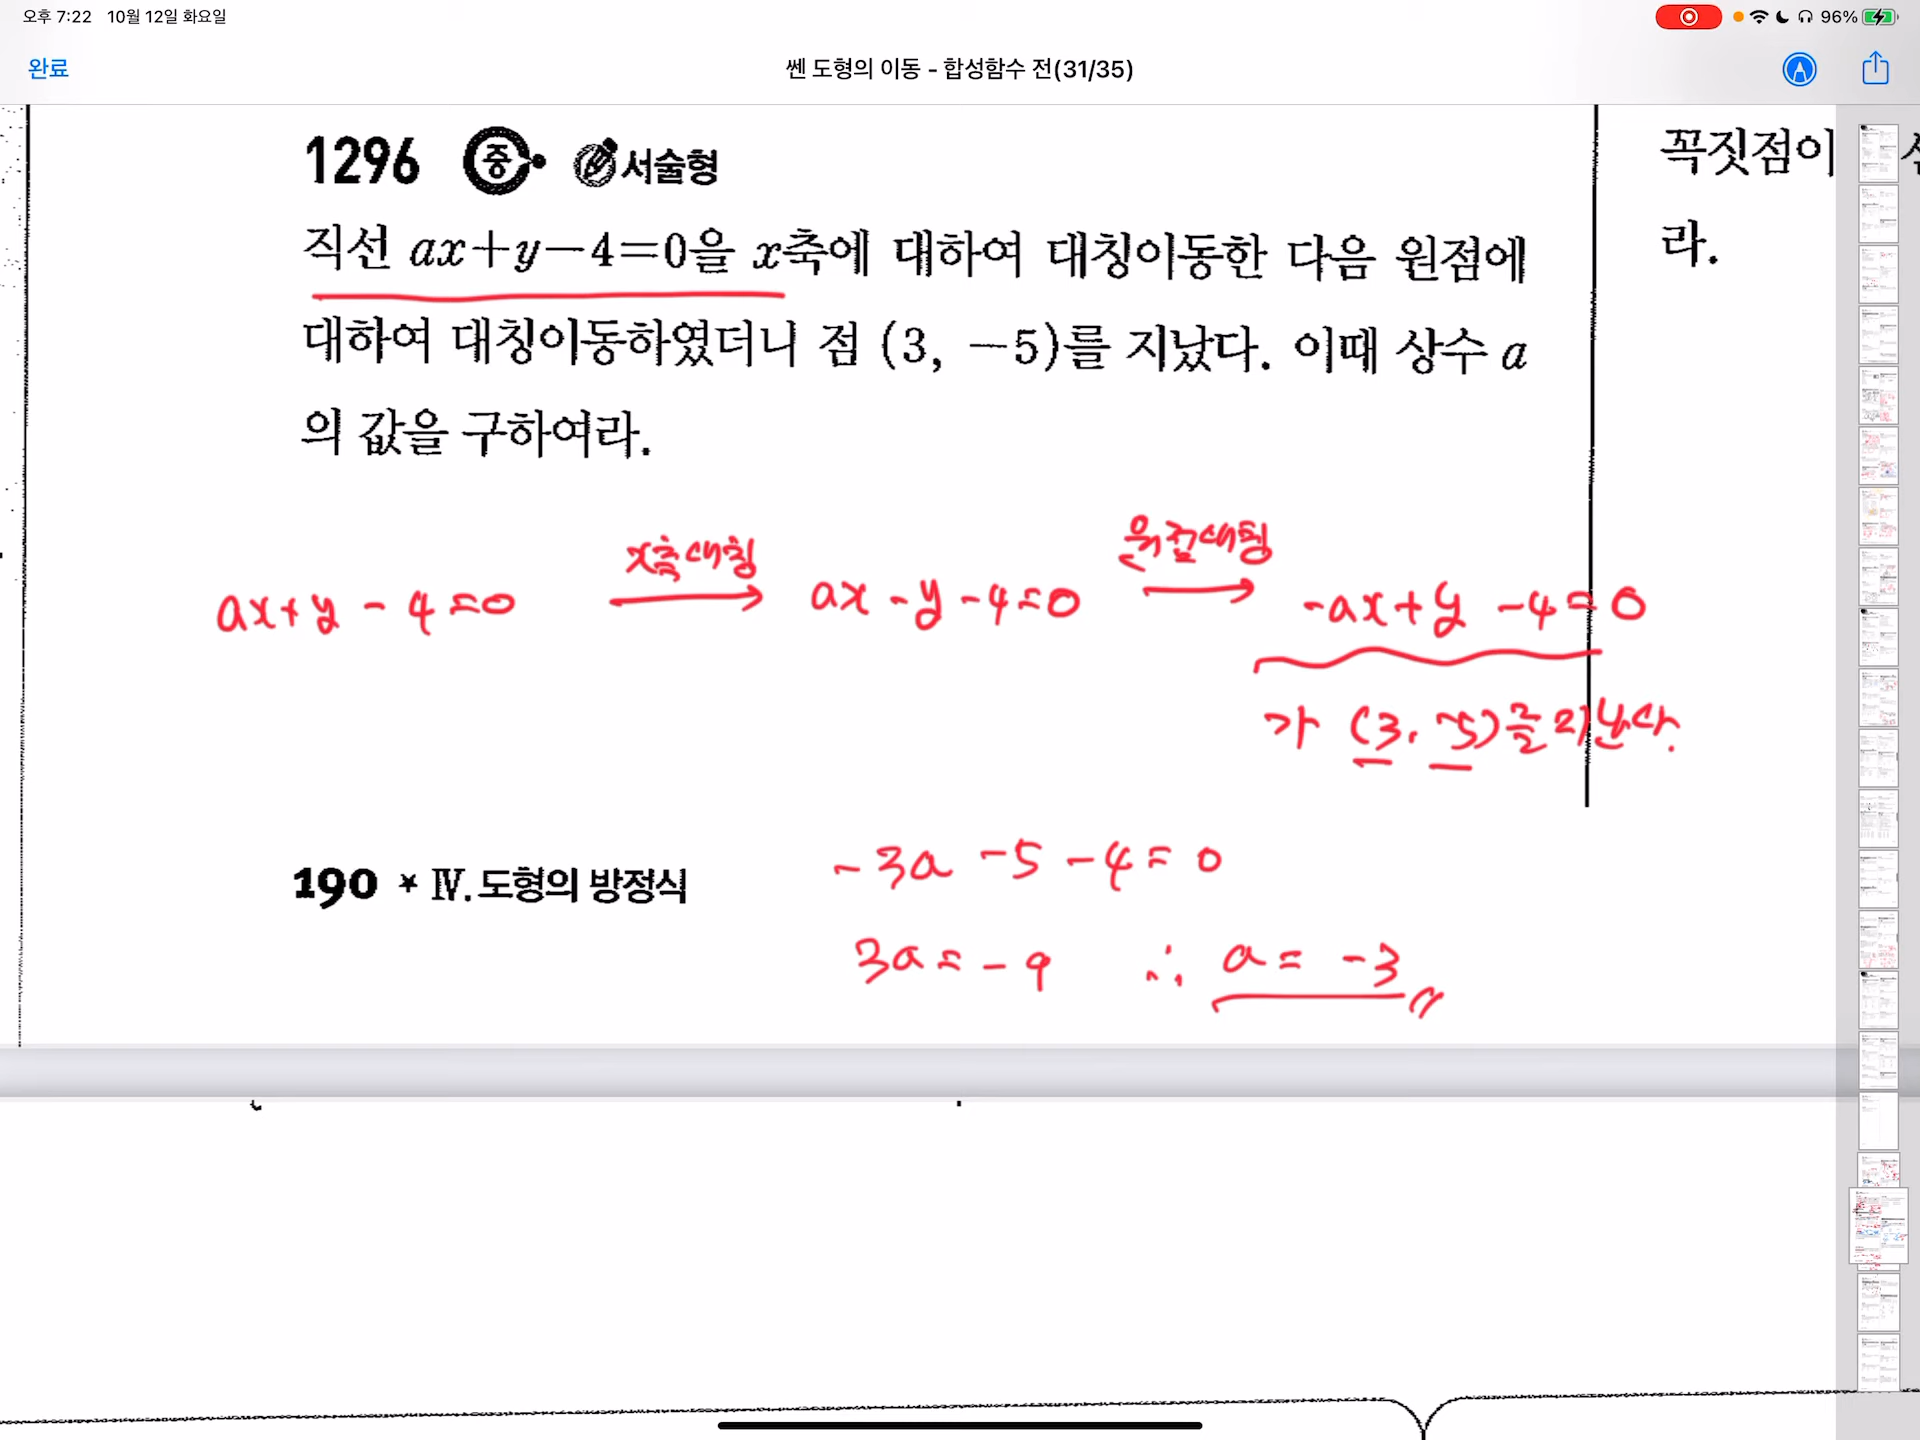 오후 7:22 10월 12일 화요일
96%
완료
쎈 도형의 이동 - 합성함수 전(31/35)
1296 중 서술형
직선 ax+y-4=0을 x축에 대하여 대칭이동한 다음 원점에
대하여 대칭이동하였더니 점 (3, -5)를 지났다. 이때 상수 a
의 값을 구하여라.
꼭짓점이
라.
x축대칭
원점대칭
ax+y-4=0 → ax-y-4=0 → -ax+y-4=0
가 (3, -5)를 지난다.
-3a-5-4=0
3a=-9 ∴ a=-3
190 ★ Ⅳ. 도형의 방정식